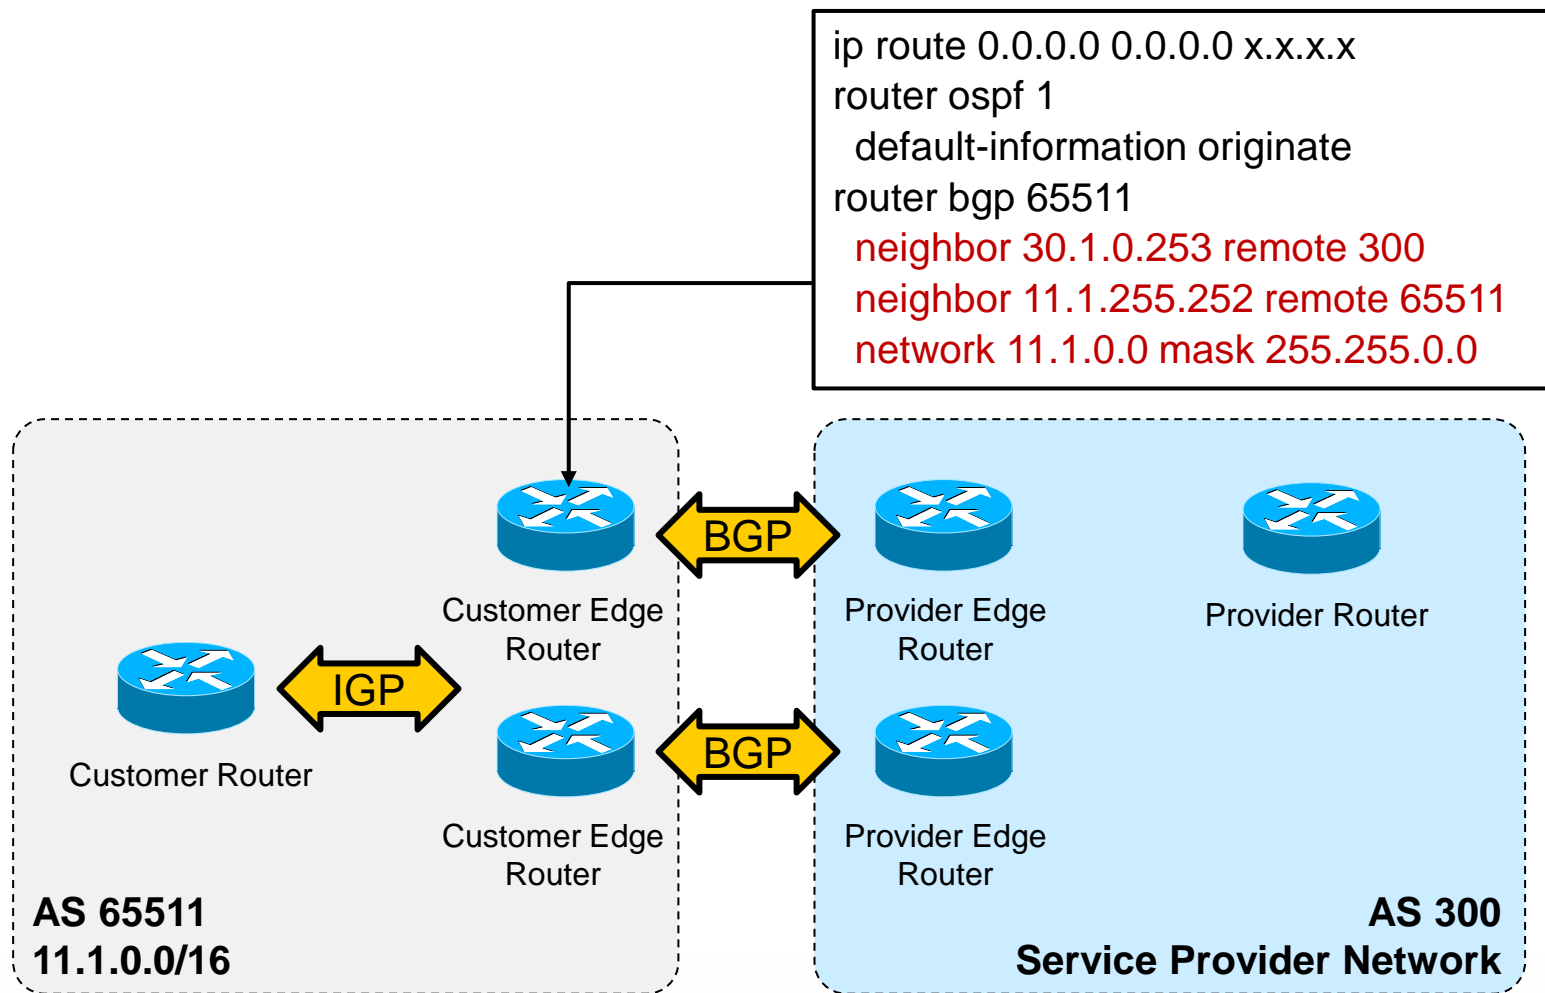 ip route 0.0.0.0 0.0.0.0 x.x.x.x
router ospf 1
default-information originate
router bgp 65511
neighbor 30.1.0.253 remote 300
neighbor 11.1.255.252 remote 65511
network 11.1.0.0 mask 255.255.0.0
BGP
Customer Edge
Router
Provider Edge
Router
Provider Router
IGP
Customer Router
BGP
Customer Edge
Router
Provider Edge
Router
AS 65511
11.1.0.0/16
AS 300
Service Provider Network